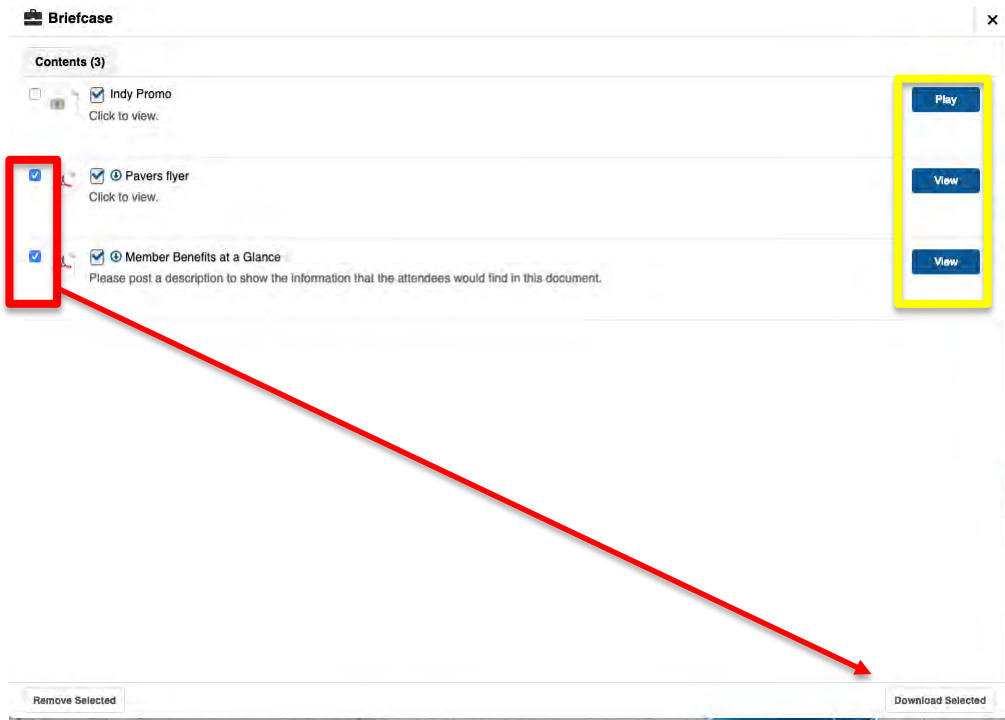 Briefcase
Contents (3)
Indy Promo
Play
Click to view.
Pavers flyer
View
Click to view.
Member Benefits at a Glance
View
Please post a description to show the information that the attendees would find in this document.
Remove Selected
Download Selected